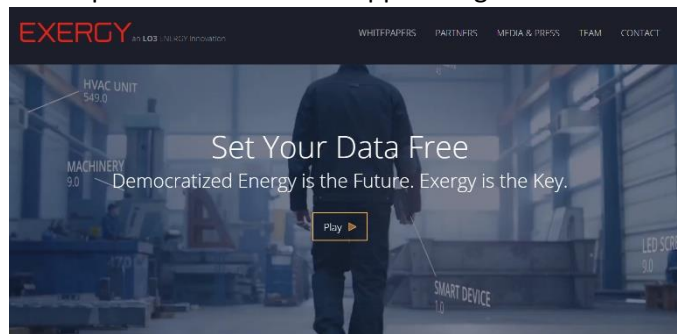 EXERGY an LO3 ENERGY Innovation
WHITEPAPERS PARTNERS MEDIA & PRESS TEAM CONTACT
HVAC UNIT
549.0
Set Your Data Free
MACHINERY
9.0
Democratized Energy is the Future. Exergy is the Key.
Play
LED SCRE
9.0
SMART DEVICE
1.0